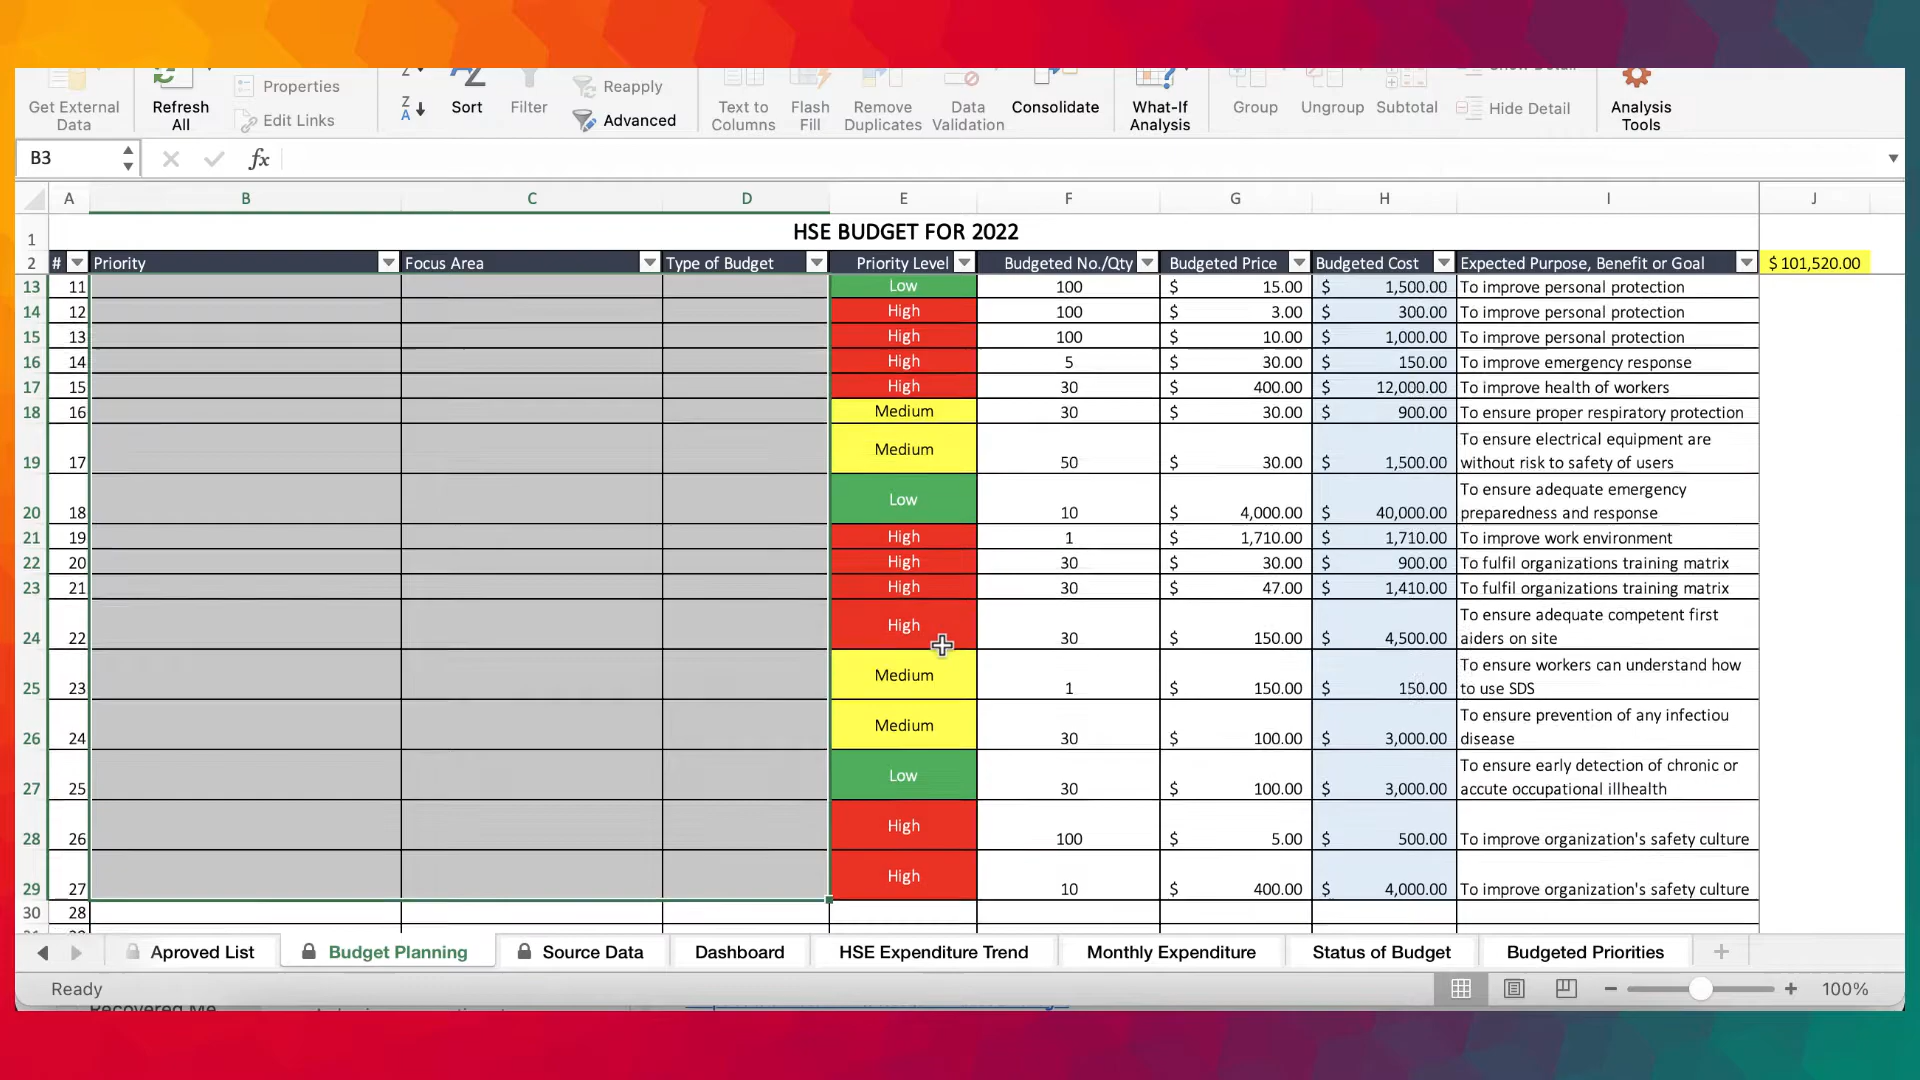 Get External Data
Refresh All
Properties
Edit Links
Sort
Filter
Reapply
Advanced
Text to Columns
Flash Fill
Remove Duplicates
Data Validation
Consolidate
What-If Analysis
Group
Ungroup
Subtotal
Hide Detail
Analysis Tools
B3
fx
A B C D E F G H I J
1 HSE BUDGET FOR 2022
2 # Priority Focus Area Type of Budget Priority Level Budgeted No./Qty Budgeted Price Budgeted Cost Expected Purpose, Benefit or Goal $ 101,520.00
13 11 Low 100 $ 15.00 $ 1,500.00 To improve personal protection
14 12 High 100 $ 3.00 $ 300.00 To improve personal protection
15 13 High 100 $ 10.00 $ 1,000.00 To improve personal protection
16 14 High 5 $ 30.00 $ 150.00 To improve emergency response
17 15 High 30 $ 400.00 $ 12,000.00 To improve health of workers
18 16 Medium 30 $ 30.00 $ 900.00 To ensure proper respiratory protection
19 17 Medium 50 $ 30.00 $ 1,500.00 To ensure electrical equipment are
without risk to safety of users
20 18 Low 10 $ 4,000.00 $ 40,000.00 To ensure adequate emergency
preparedness and response
21 19 High 1 $ 1,710.00 $ 1,710.00 To improve work environment
22 20 High 30 $ 30.00 $ 900.00 To fulfil organizations training matrix
23 21 High 30 $ 47.00 $ 1,410.00 To fulfil organizations training matrix
24 22 High 30 $ 150.00 $ 4,500.00 To ensure adequate competent first
aiders on site
25 23 Medium 1 $ 150.00 $ 150.00 To ensure workers can understand how
to use SDS
26 24 Medium 30 $ 100.00 $ 3,000.00 To ensure prevention of any infectiou
disease
27 25 Low 30 $ 100.00 $ 3,000.00 To ensure early detection of chronic or
accute occupational illhealth
28 26 High 100 $ 5.00 $ 500.00 To improve organization's safety culture
29 27 High 10 $ 400.00 $ 4,000.00 To improve organization's safety culture
30 28
Aproved List Budget Planning Source Data Dashboard HSE Expenditure Trend Monthly Expenditure Status of Budget Budgeted Priorities
Ready 100%